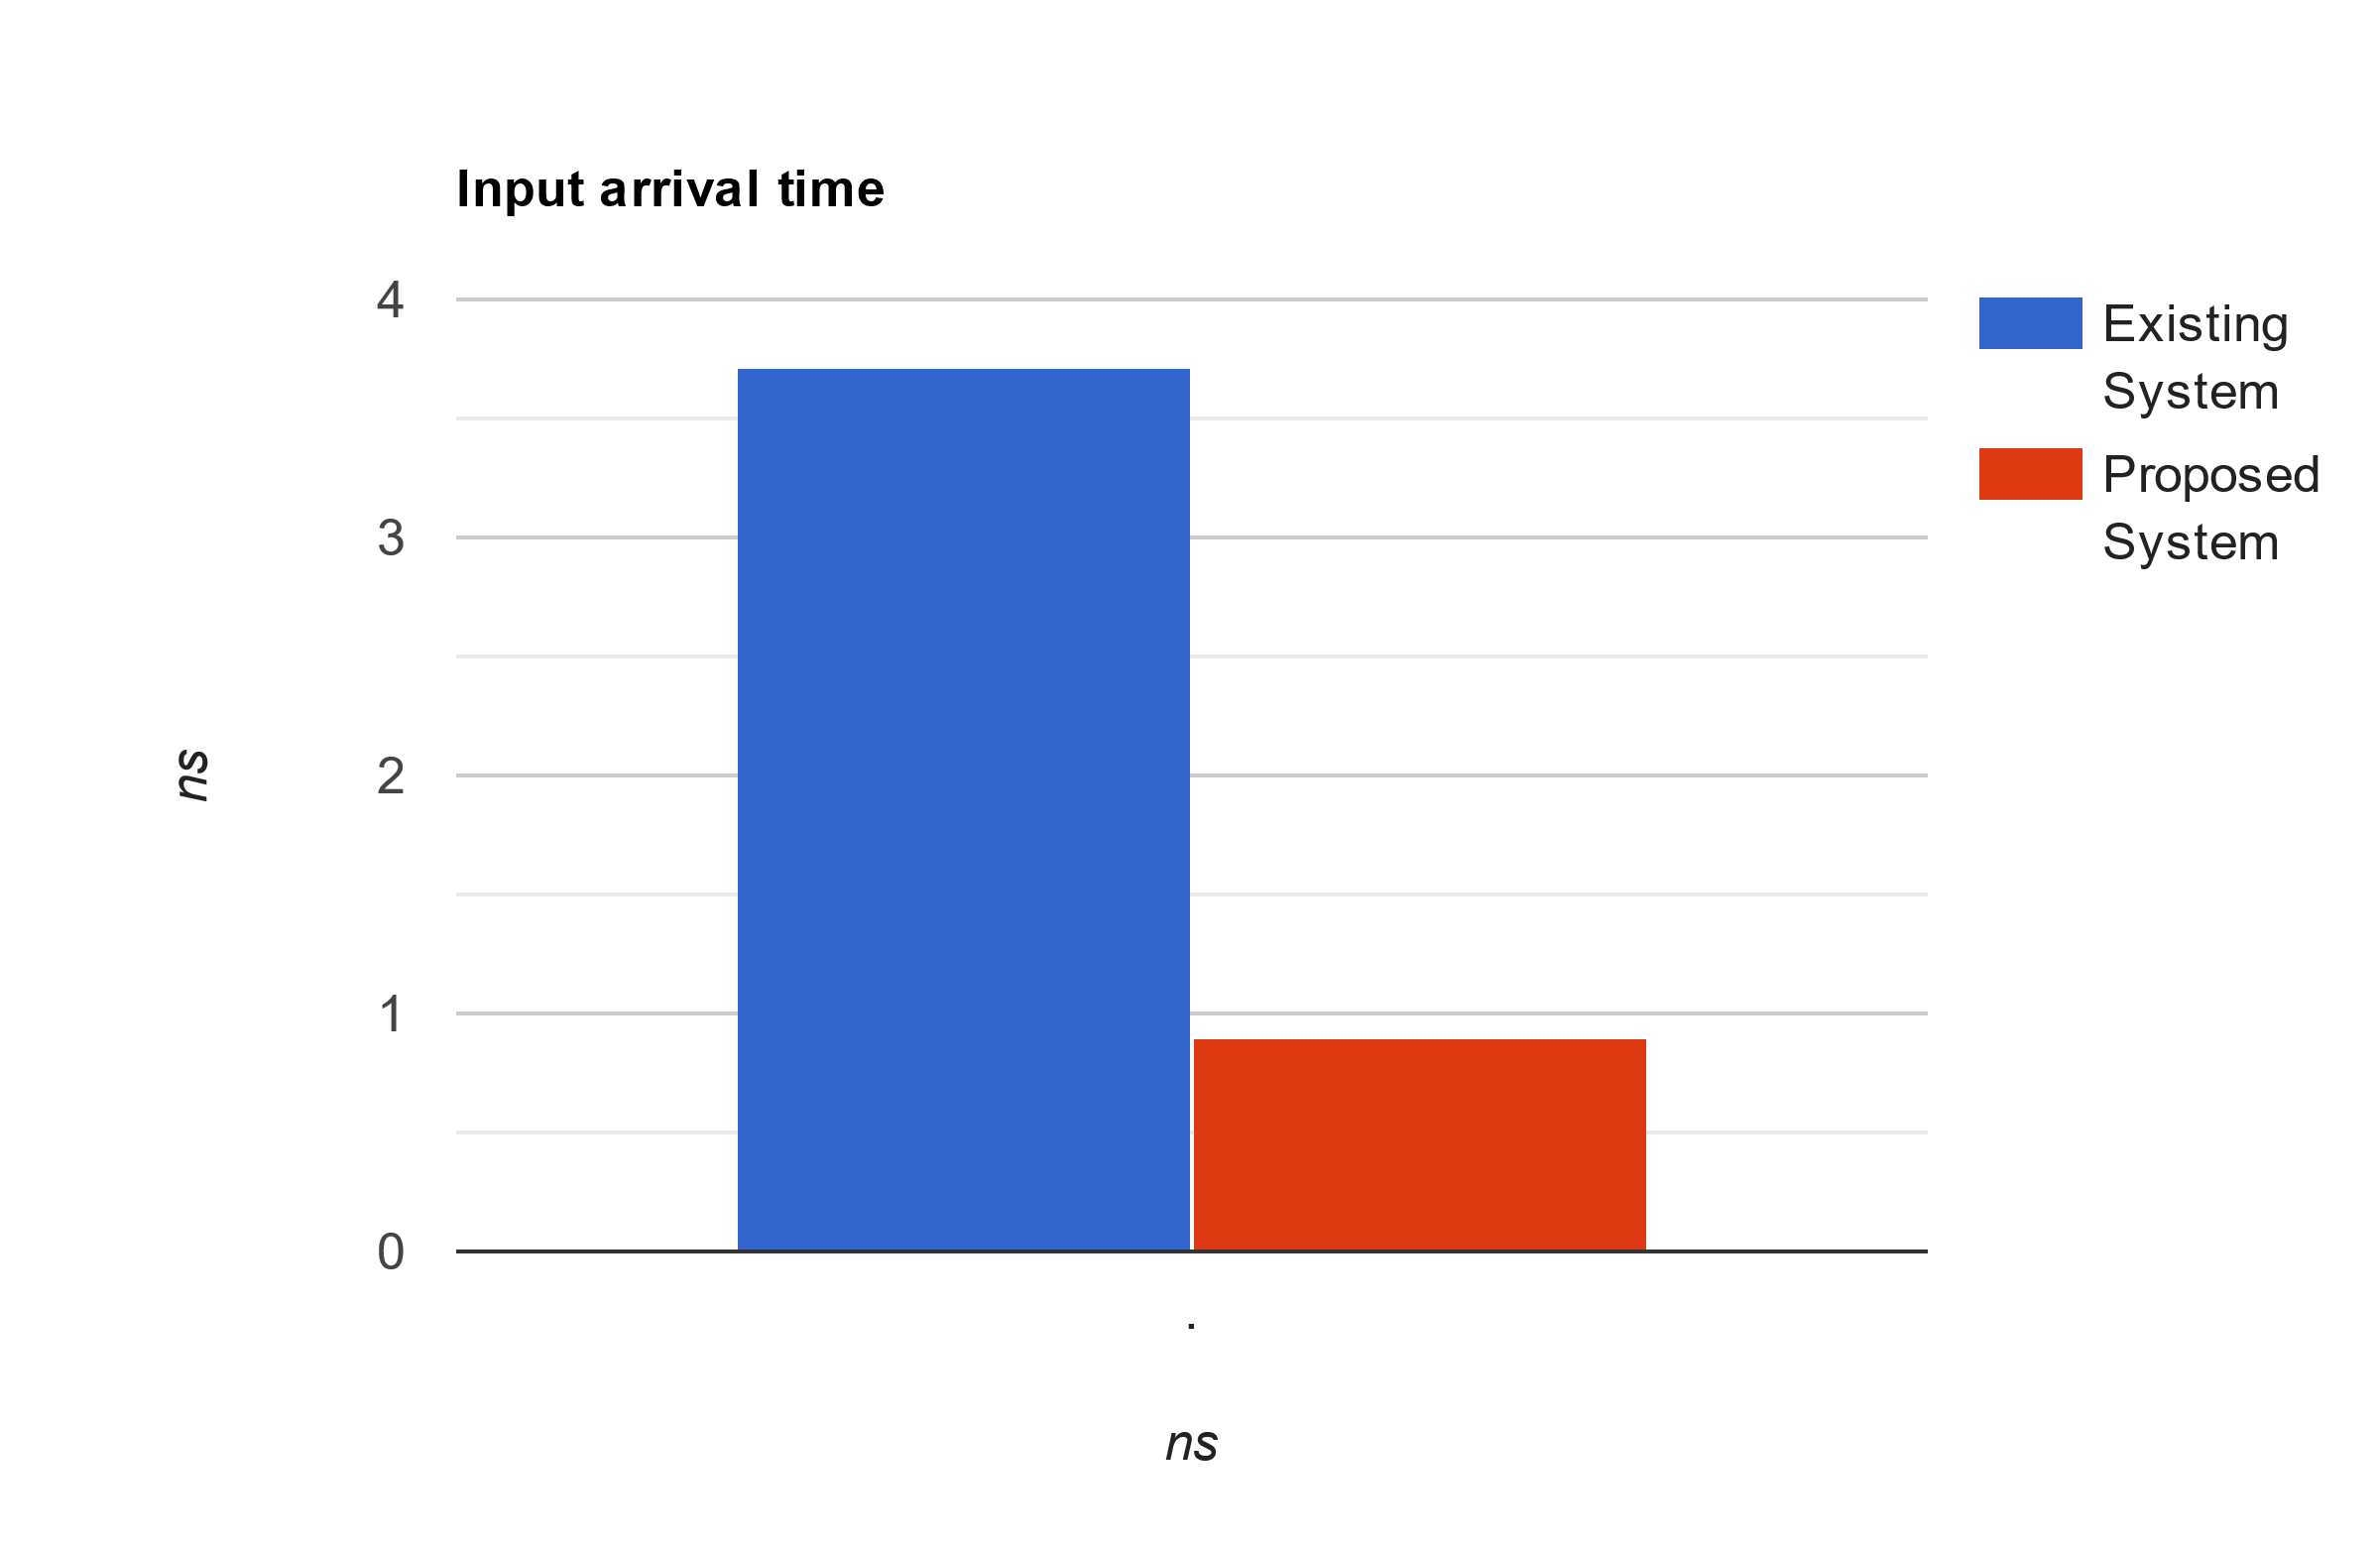 Input arrival time
4
3
2
1
0
ns
.
ns
Existing
System
Proposed
System